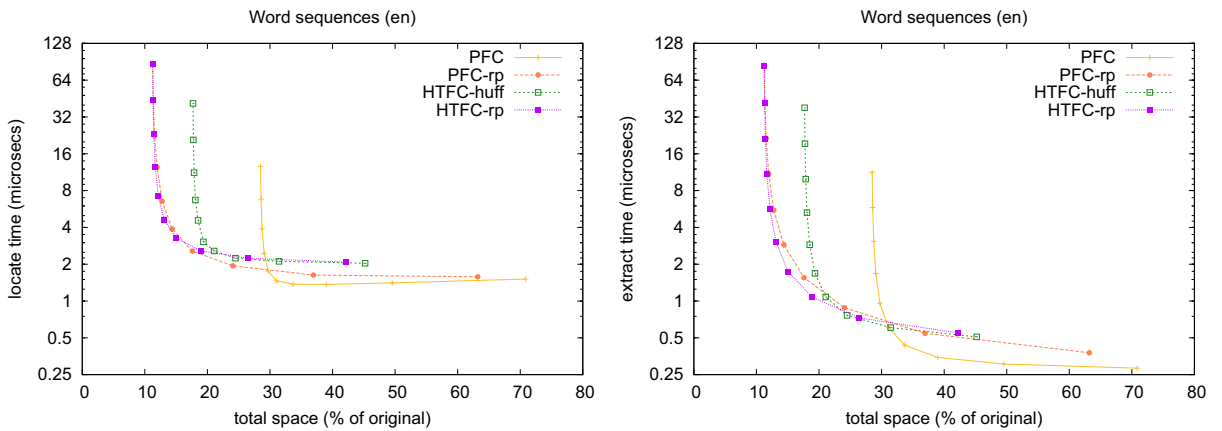 Word sequences (en)
128
64
32
16
8
4
2
1
0.5
0.25
locate time (microsecs)
PFC
PFC-rp
HTFC-huff
HTFC-rp
0 10 20 30 40 50 60 70 80
total space (% of original)
Word sequences (en)
128
64
32
16
8
4
2
1
0.5
0.25
extract time (microsecs)
PFC
PFC-rp
HTFC-huff
HTFC-rp
0 10 20 30 40 50 60 70 80
total space (% of original)